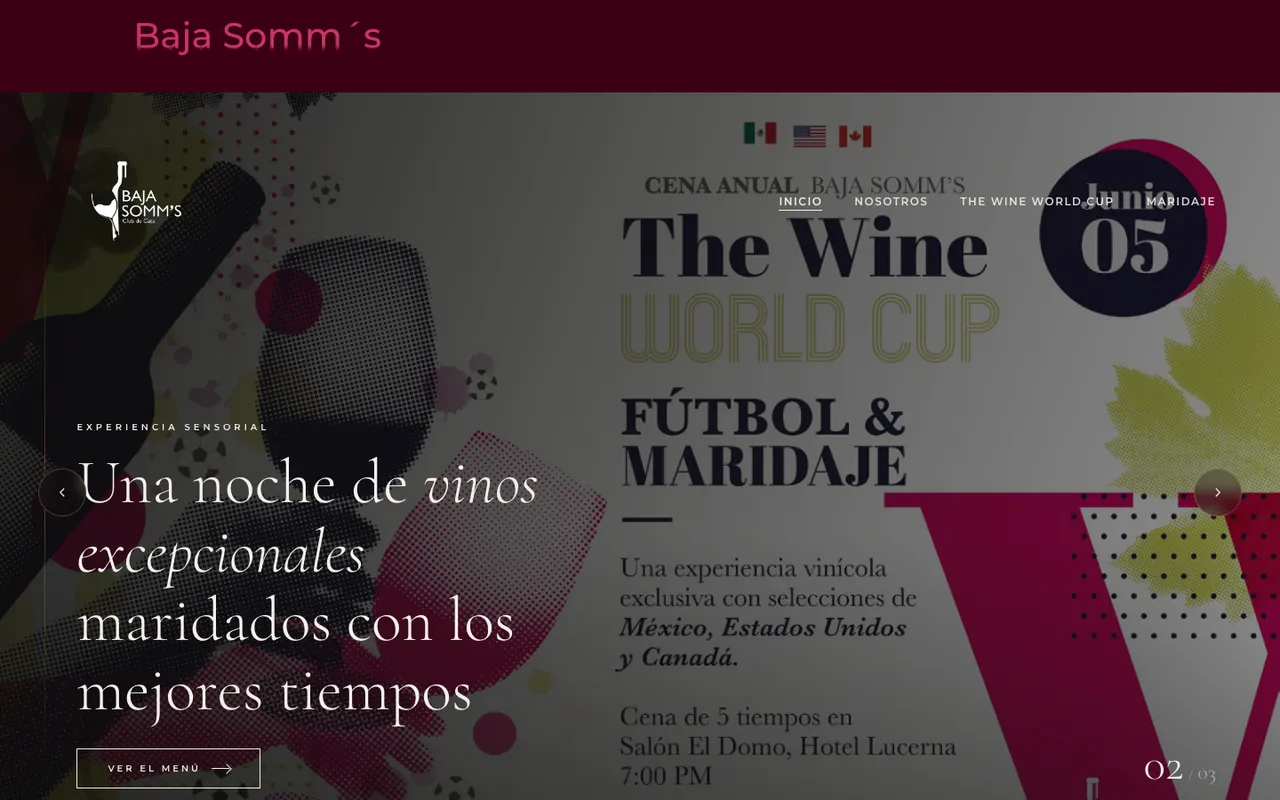 Baja Somm´s
BAJA
SOMM'S
Club de Cata
INICIO
NOSOTROS
THE WINE WORLD CUP
MARIDAJE
CENA ANUAL BAJA SOMM'S
The Wine
WORLD CUP
Junio
05
FÚTBOL &
MARIDAJE
Una experiencia vinícola
exclusiva con selecciones de
México, Estados Unidos
y Canadá.
Cena de 5 tiempos en
Salón El Domo, Hotel Lucerna
7:00 PM
EXPERIENCIA SENSORIAL
Una noche de vinos
excepcionales
maridados con los
mejores tiempos
VER EL MENÚ
02 / 03